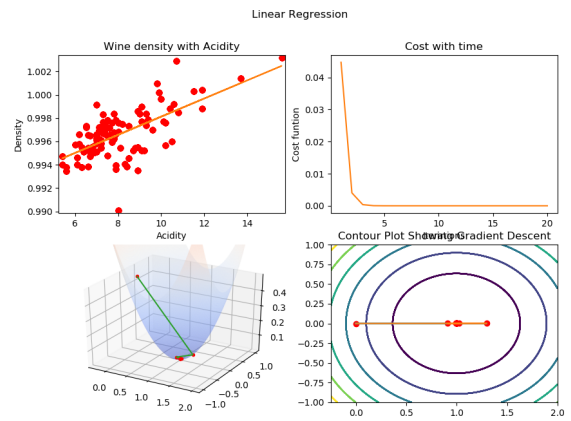 Linear Regression
Wine density with Acidity
Density
1.002
1.000
0.998
0.996
0.994
0.992
0.990
6 8 10 12 14
Acidity
Cost with time
Cost funtion
0.04
0.03
0.02
0.01
0.00
5 10 15 20
0.4
0.3
0.2
0.1
0.0 0.5 1.0 1.5 2.0
−1.0 −0.5 0.0 0.5 1.0
Contour Plot Showing Gradient Descent
1.00
0.75
0.50
0.25
0.00
−0.25
−0.50
−0.75
−1.00
0.0 0.5 1.0 1.5 2.0